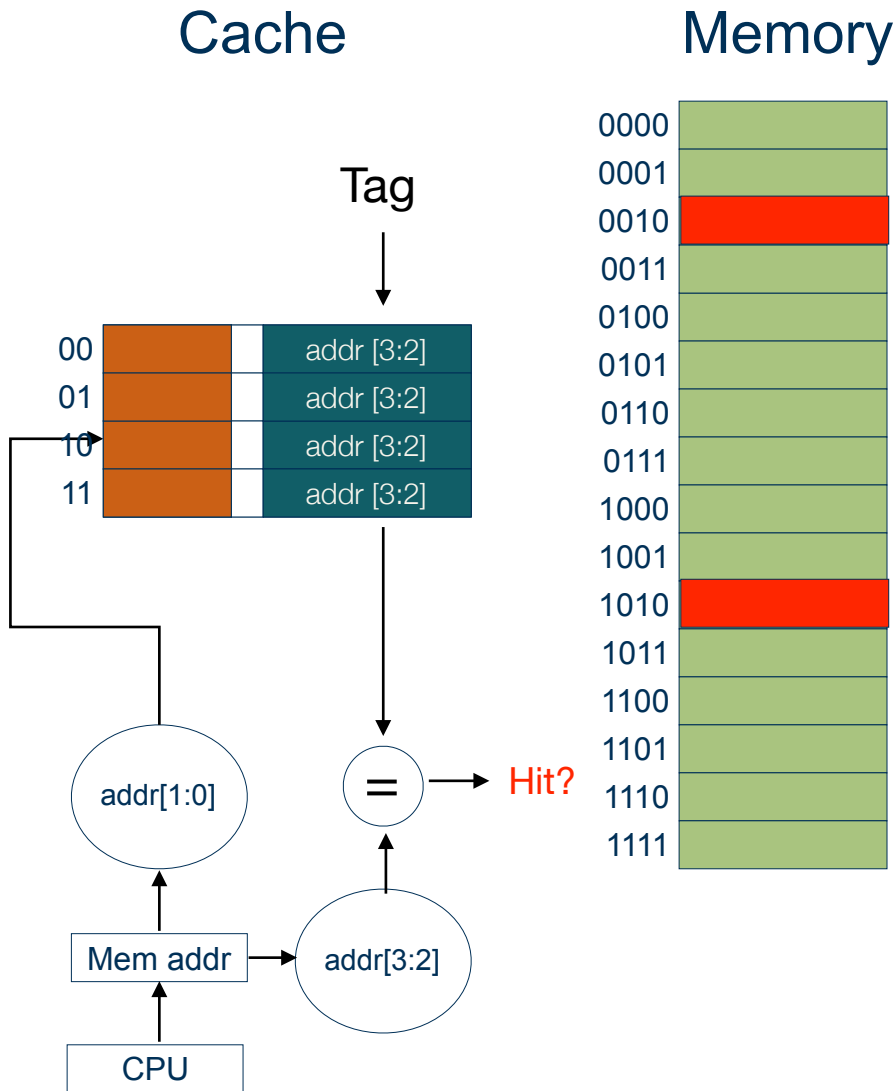 Cache
Memory
Tag
00 addr [3:2]
01 addr [3:2]
10 addr [3:2]
11 addr [3:2]
0000
0001
0010
0011
0100
0101
0110
0111
1000
1001
1010
1011
1100
1101
1110
1111
addr[1:0]
=
Hit?
Mem addr
addr[3:2]
CPU